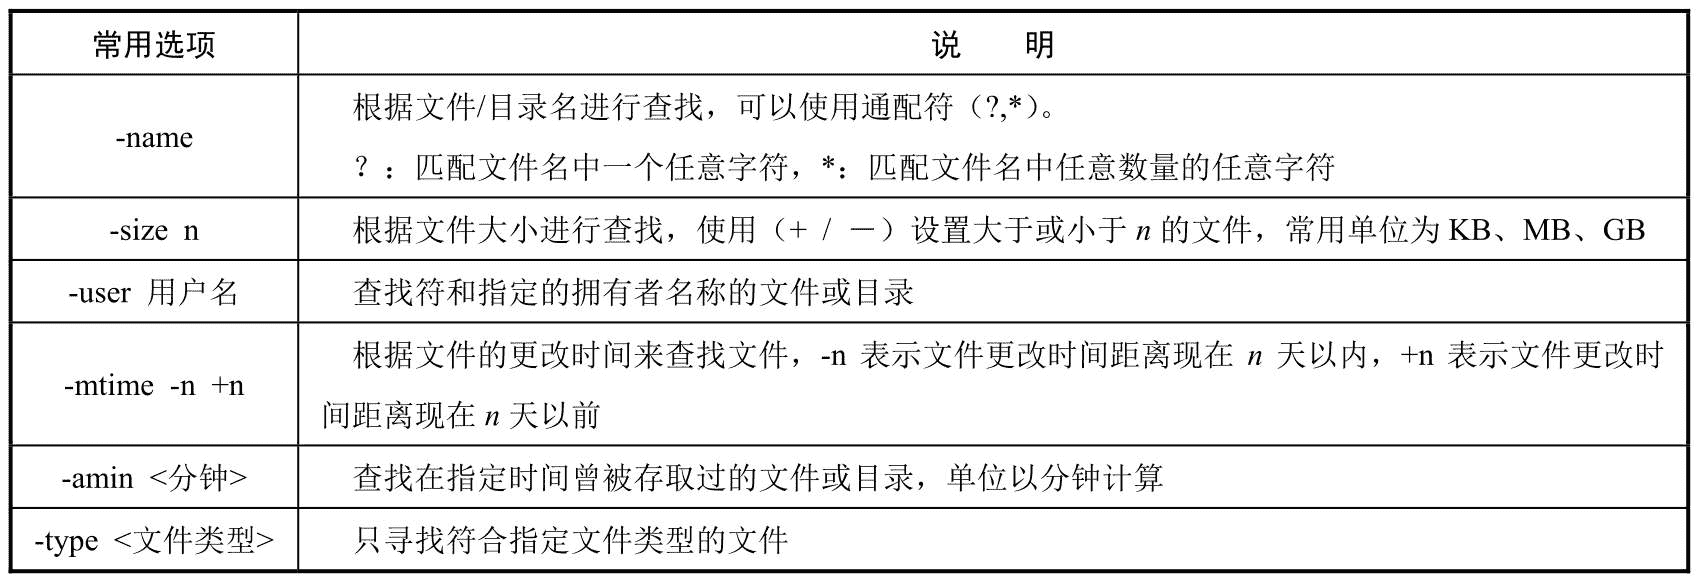 常用选项
说 明
-name
根据文件/目录名进行查找，可以使用通配符（?,*）。
？：匹配文件名中一个任意字符，*：匹配文件名中任意数量的任意字符
-size n
根据文件大小进行查找，使用（+ / －）设置大于或小于 n 的文件，常用单位为 KB、MB、GB
-user 用户名
查找符和指定的拥有者名称的文件或目录
-mtime -n +n
根据文件的更改时间来查找文件，-n 表示文件更改时间距离现在 n 天以内，+n 表示文件更改时
间距离现在 n 天以前
-amin <分钟>
查找在指定时间曾被存取过的文件或目录，单位以分钟计算
-type <文件类型>
只寻找符合指定文件类型的文件